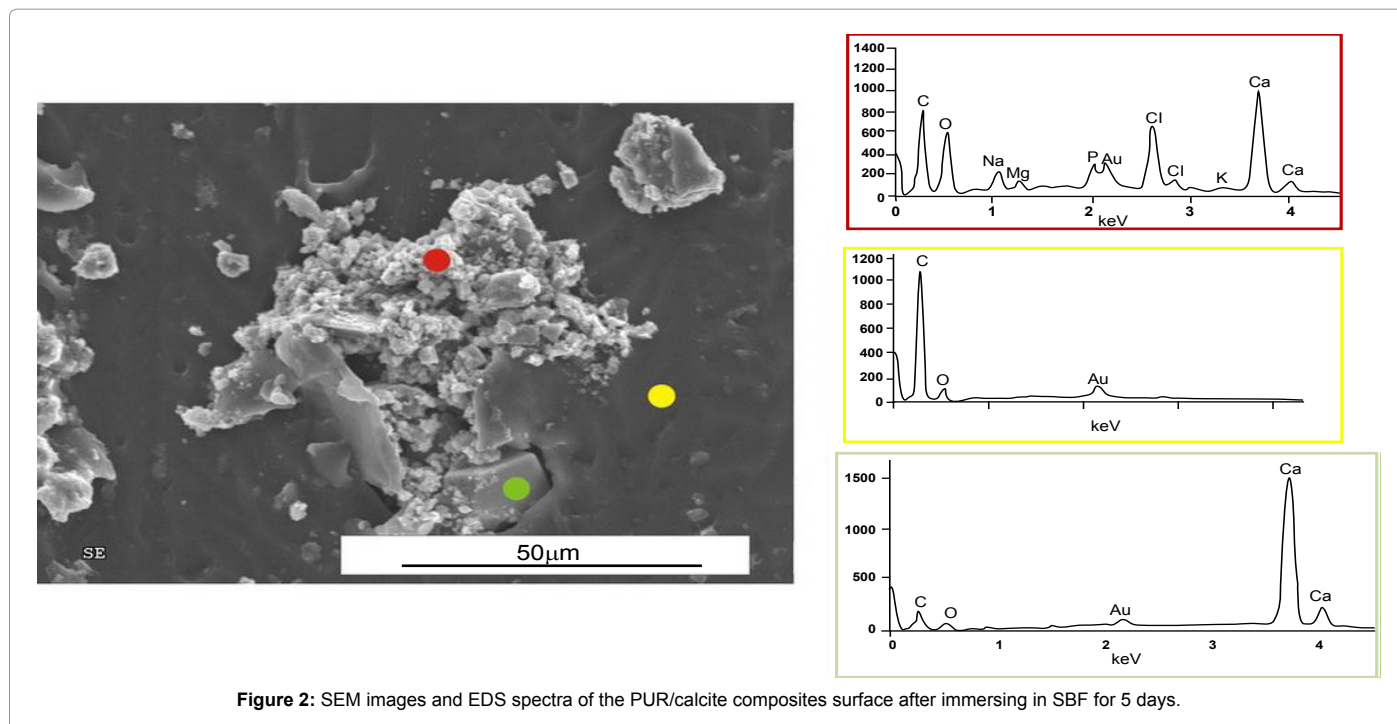 SE
50μm
1400
1200
1000
800
600
400
200
0
C
O
Na
Mg
P
Au
Cl
Cl
K
Ca
Ca
0 1 2 3 4
keV
1200
1000
800
600
400
200
0
C
O
Au
keV
1500
1000
500
0
C
O
Au
Ca
Ca
0 1 2 3 4
keV
Figure 2: SEM images and EDS spectra of the PUR/calcite composites surface after immersing in SBF for 5 days.